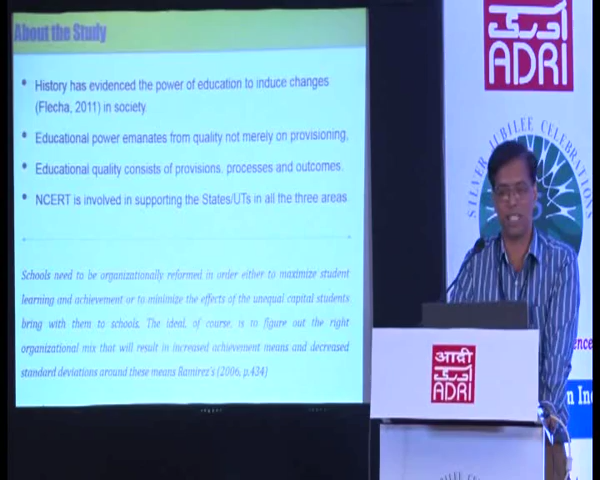 About the Study
• History has evidenced the power of education to induce changes
(Flecha, 2011) in society.
• Educational power emanates from quality not merely on provisioning,
• Educational quality consists of provisions, processes and outcomes.
• NCERT is involved in supporting the States/UTs in all the three areas
Schools need to be organizationally reformed in order either to maximize student
learning and achievement or to minimize the effects of the unequal capital students
bring with them to schools. The ideal, of course, is to figure out the right
organizational mix that will result in increased achievement means and decreased
standard deviations around these means Ramirez's (2006, p.434)
ADRI
SILVER JUBILEE CELEBRATIONS
आद्री
ADRI